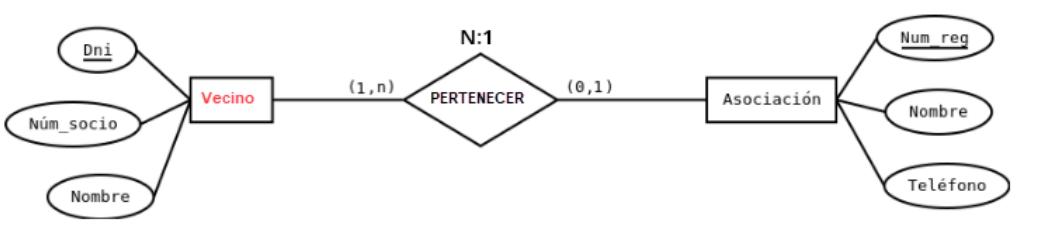 N:1
Dni
Núm_socio
Nombre
Vecino
(1,n)
PERTENECER
(0,1)
Asociación
Num_reg
Nombre
Teléfono